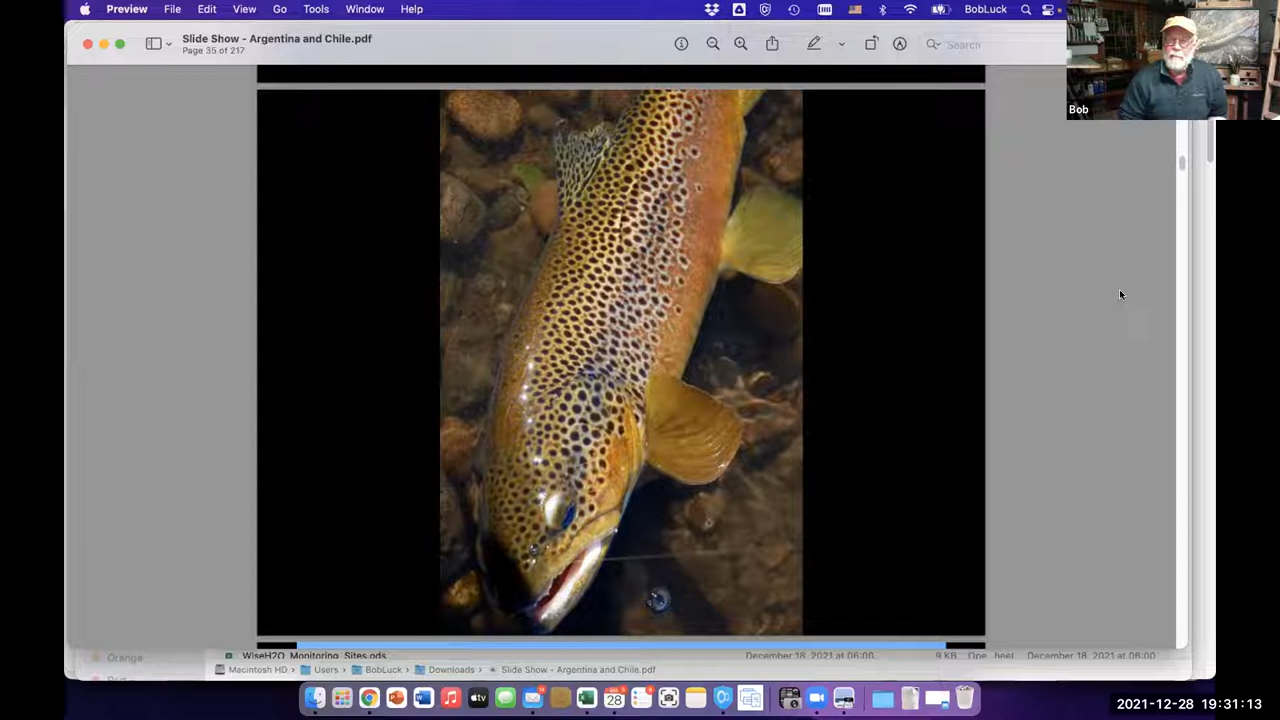 Preview File Edit View Go Tools Window Help BobLuck
Slide Show - Argentina and Chile.pdf
Page 35 of 217
Search
Bob
Orange
WiseH2O_Monitoring_Sites.ods December 18, 2021 at 06:00 9 KB December 18, 2021 at 06:00
Macintosh HD Users BobLuck Downloads Slide Show - Argentina and Chile.pdf
28
2021-12-28 19:31:13